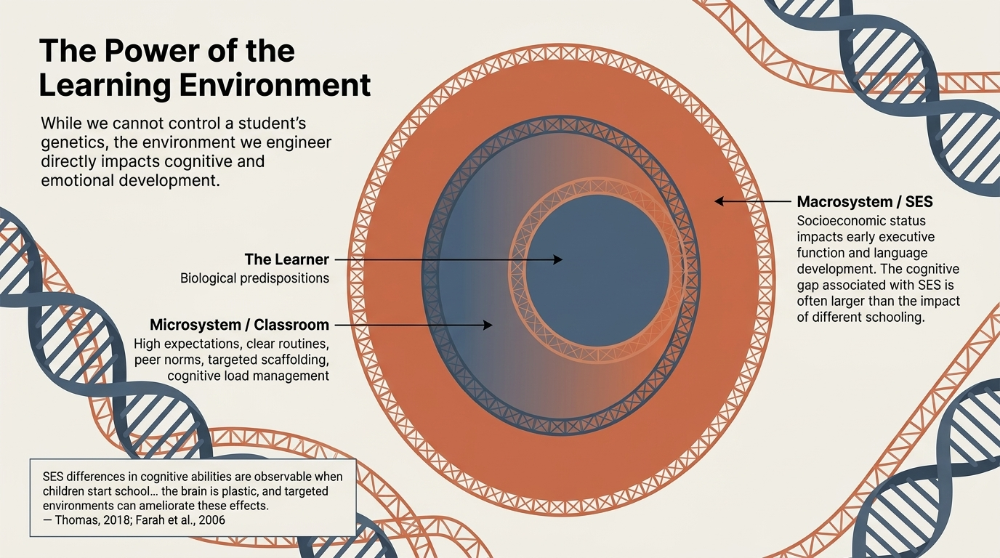 The Power of the
Learning Environment
While we cannot control a student’s
genetics, the environment we engineer
directly impacts cognitive and
emotional development.
The Learner
Biological predispositions
Microsystem / Classroom
High expectations, clear routines,
peer norms, targeted scaffolding,
cognitive load management
Macrosystem / SES
Socioeconomic status
impacts early executive
function and language
development. The cognitive
gap associated with SES is
often larger than the impact
of different schooling.
SES differences in cognitive abilities are observable when
children start school... the brain is plastic, and targeted
environments can ameliorate these effects.
— Thomas, 2018; Farah et al., 2006